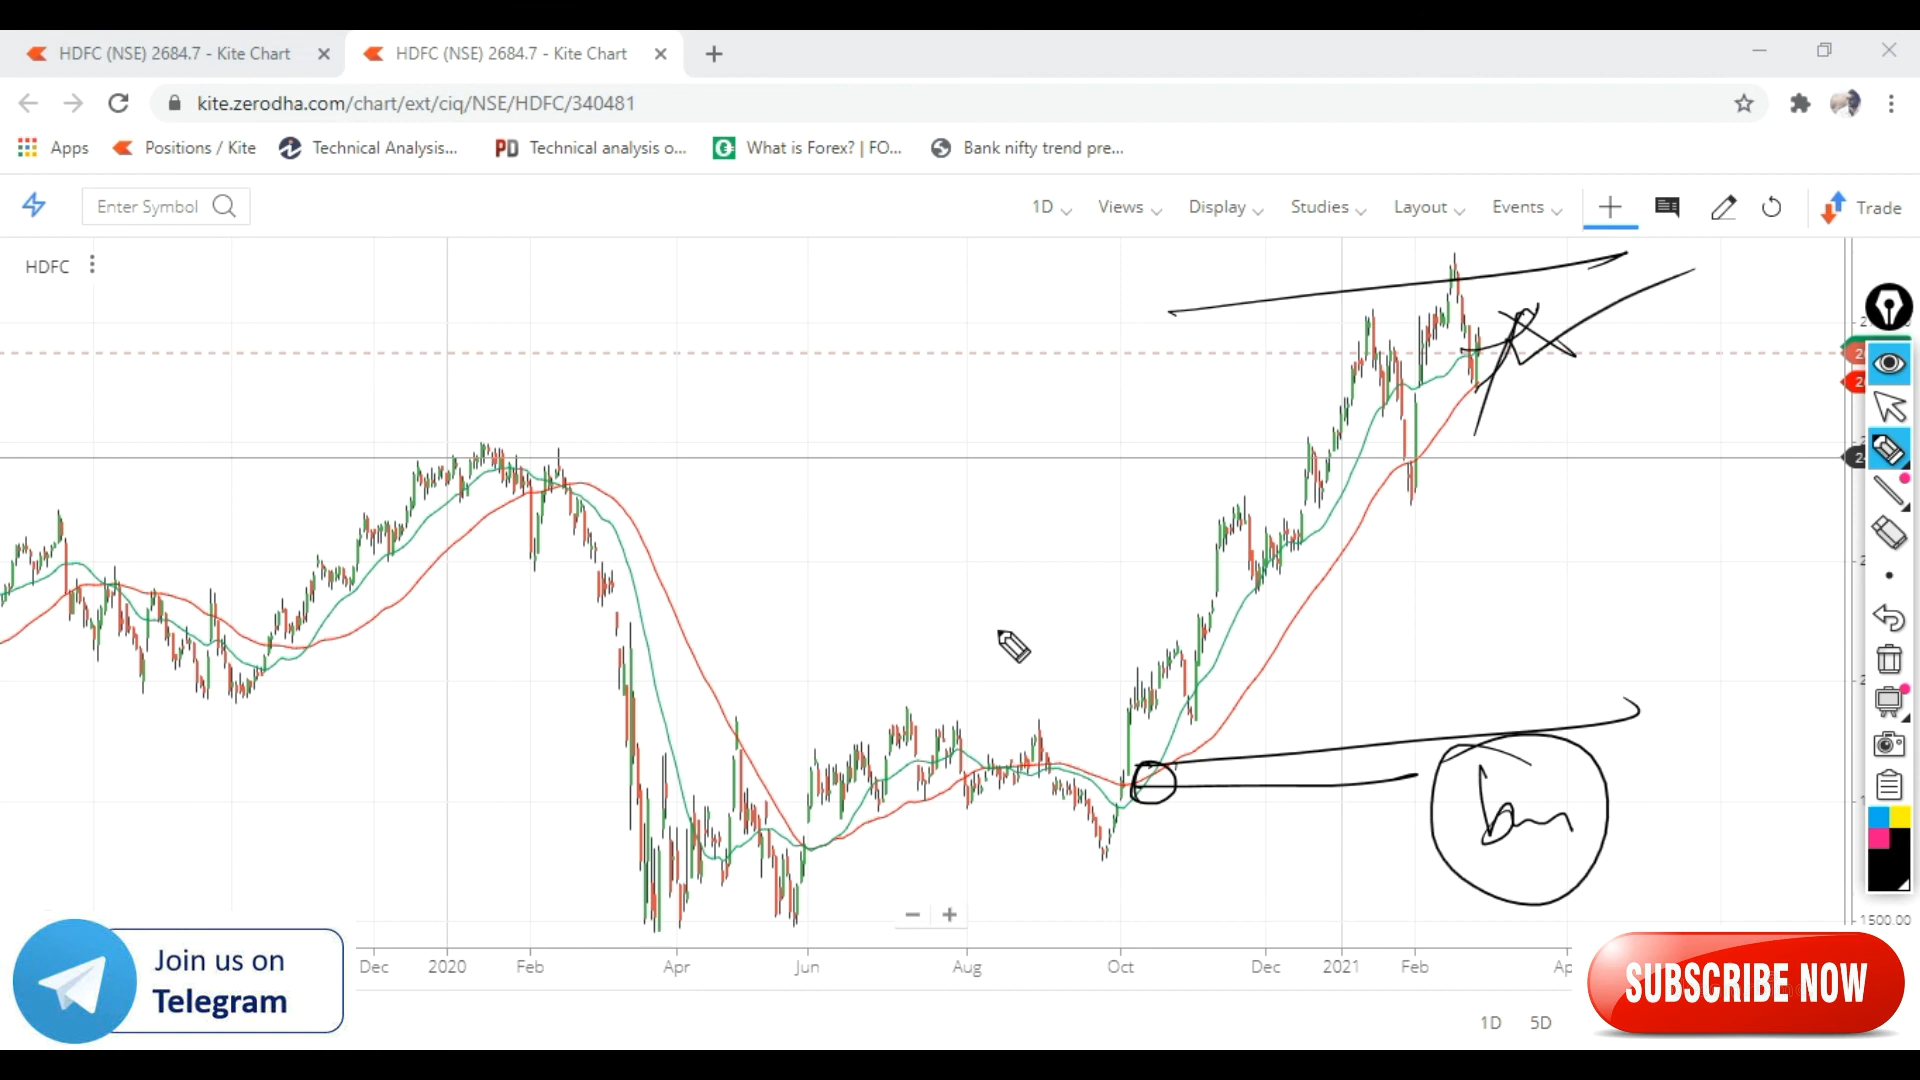 HDFC (NSE) 2684.7 - Kite Chart
HDFC (NSE) 2684.7 - Kite Chart
kite.zerodha.com/chart/ext/ciq/NSE/HDFC/340481
Apps
Positions / Kite
Technical Analysis...
PD Technical analysis o...
What is Forex? | FO...
Bank nifty trend pre...
Enter Symbol
1D
Views
Display
Studies
Layout
Events
Trade
HDFC
1500.00
Dec 2020 Feb Apr Jun Aug Oct Dec 2021 Feb
1D 5D
Join us on
Telegram
SUBSCRIBE NOW